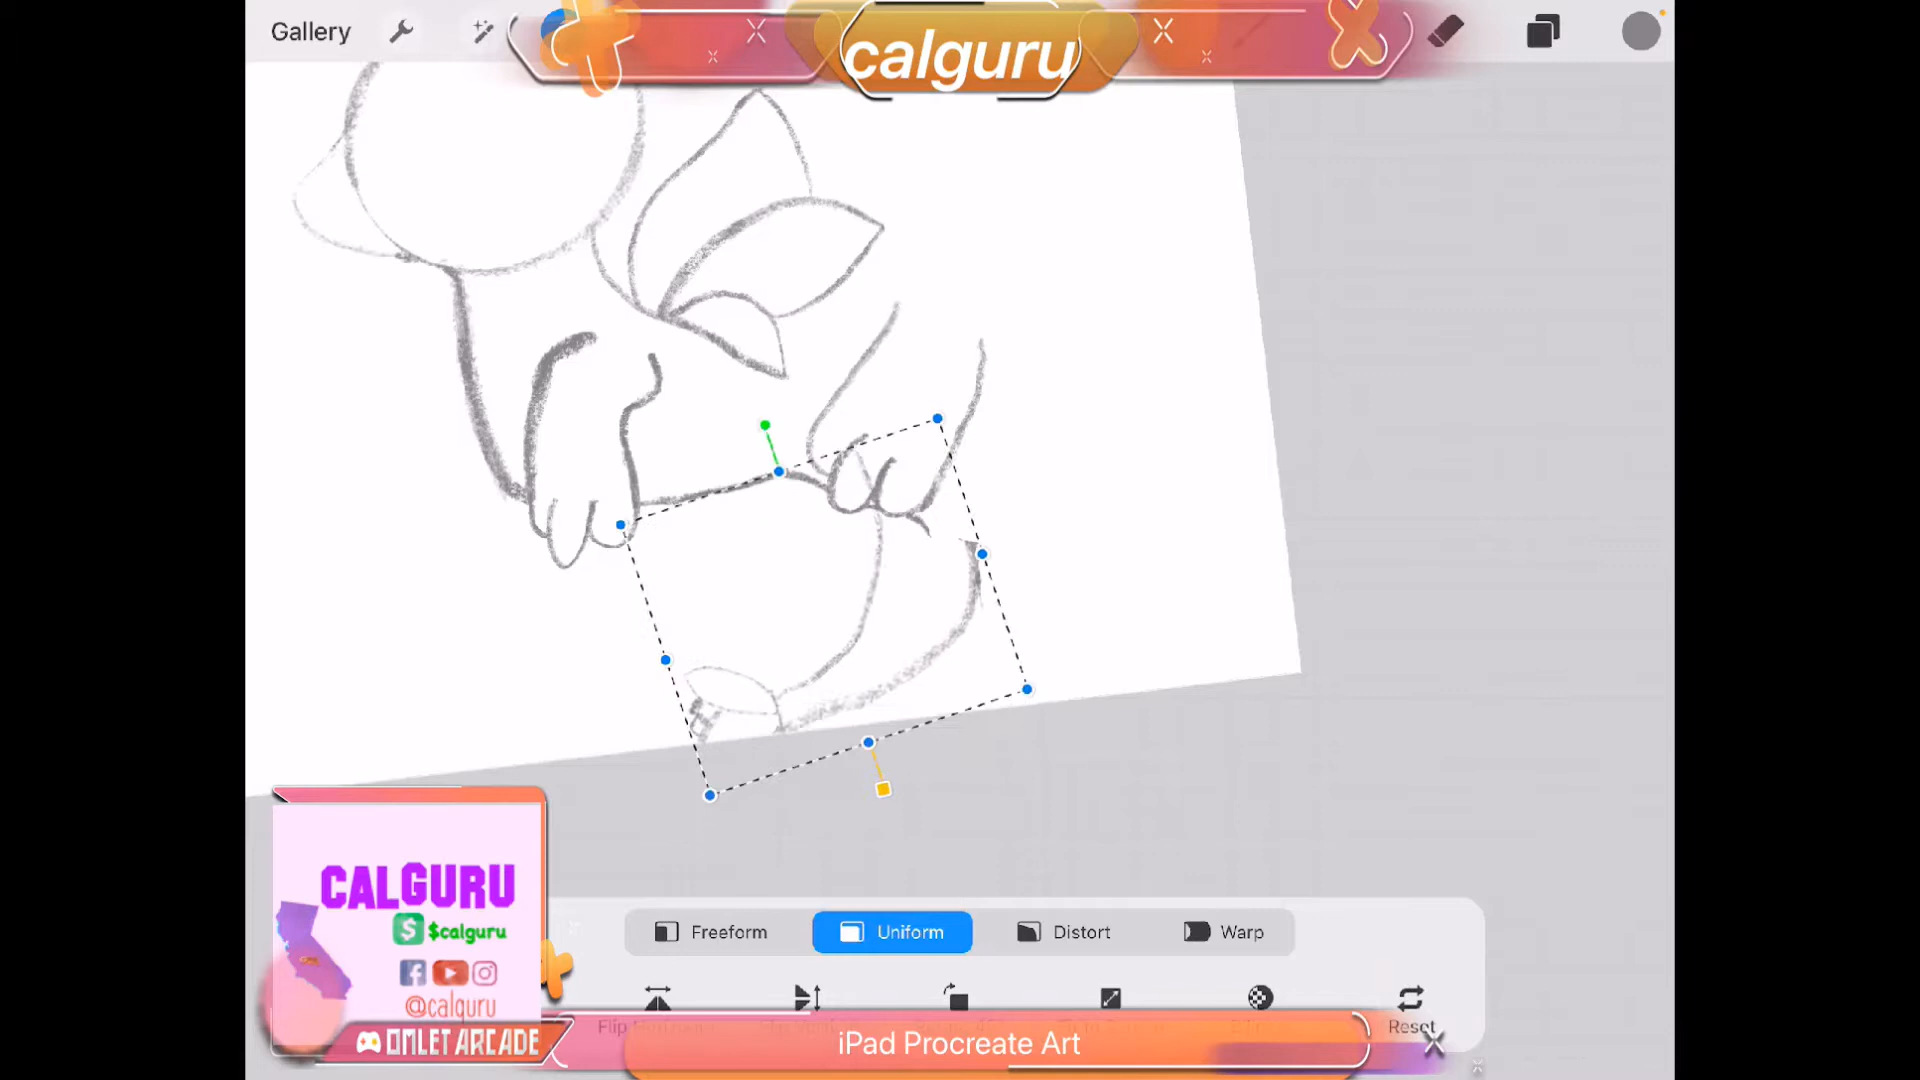 Gallery
calguru
Freeform
Uniform
Distort
Warp
CALGURU
$calguru
@calguru
OMLET ARCADE
Reset
iPad Procreate Art